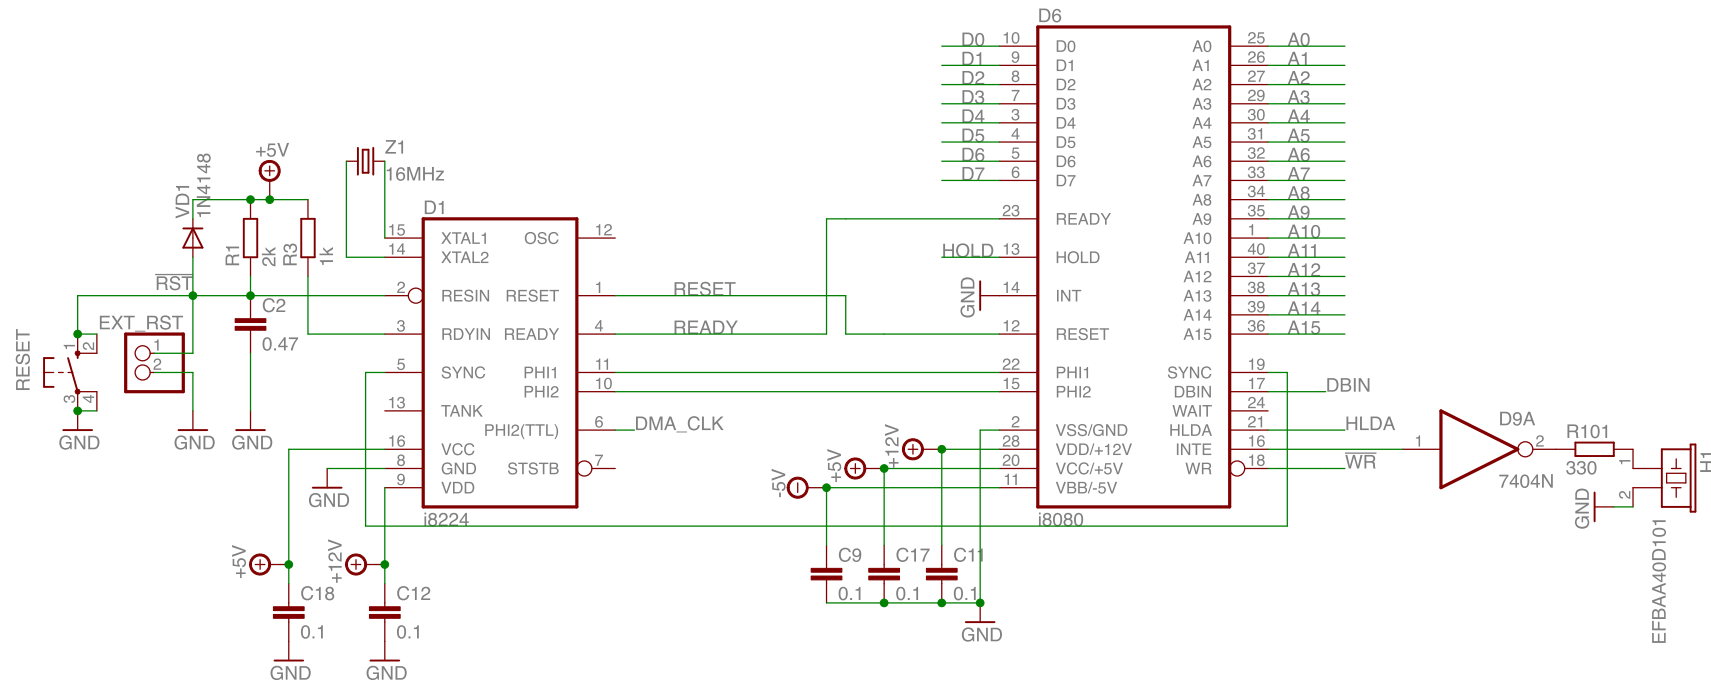 +5V
VD1
1N4148
R1
2k
R3
1k
RST
C2
0.47
RESET
1
2
3
4
GND
EXT_RST
1
2
GND
GND
Z1
16MHz
D1
15 XTAL1 OSC 12
14 XTAL2
2 RESIN RESET 1 RESET
3 RDYIN READY 4 READY
5 SYNC PHI1 11
PHI2 10
13 TANK
PHI2(TTL) 6 DMA_CLK
16 VCC
8 GND STSTB 7
9 VDD
i8224
GND
+5V
C18
0.1
GND
+12V
C12
0.1
GND
D6
D0 10 D0 A0 25 A0
D1 9 D1 A1 26 A1
D2 8 D2 A2 27 A2
D3 7 D3 A3 29 A3
D4 3 D4 A4 30 A4
D5 4 D5 A5 31 A5
D6 5 D6 A6 32 A6
D7 6 D7 A7 33 A7
A8 34 A8
23 READY A9 35 A9
A10 1 A10
HOLD 13 HOLD A11 40 A11
A12 37 A12
GND 14 INT A13 38 A13
A14 39 A14
12 RESET A15 36 A15
22 PHI1 SYNC 19
15 PHI2 DBIN 17 DBIN
WAIT 24
2 VSS/GND HLDA 21 HLDA
28 VDD/+12V INTE 16
20 VCC/+5V WR 18 WR
11 VBB/-5V
i8080
-5V
+5V
+12V
C9
0.1
C17
0.1
C11
0.1
GND
D9A
1
2
7404N
R101
330
1
2
GND
H1
EFBAA40D101